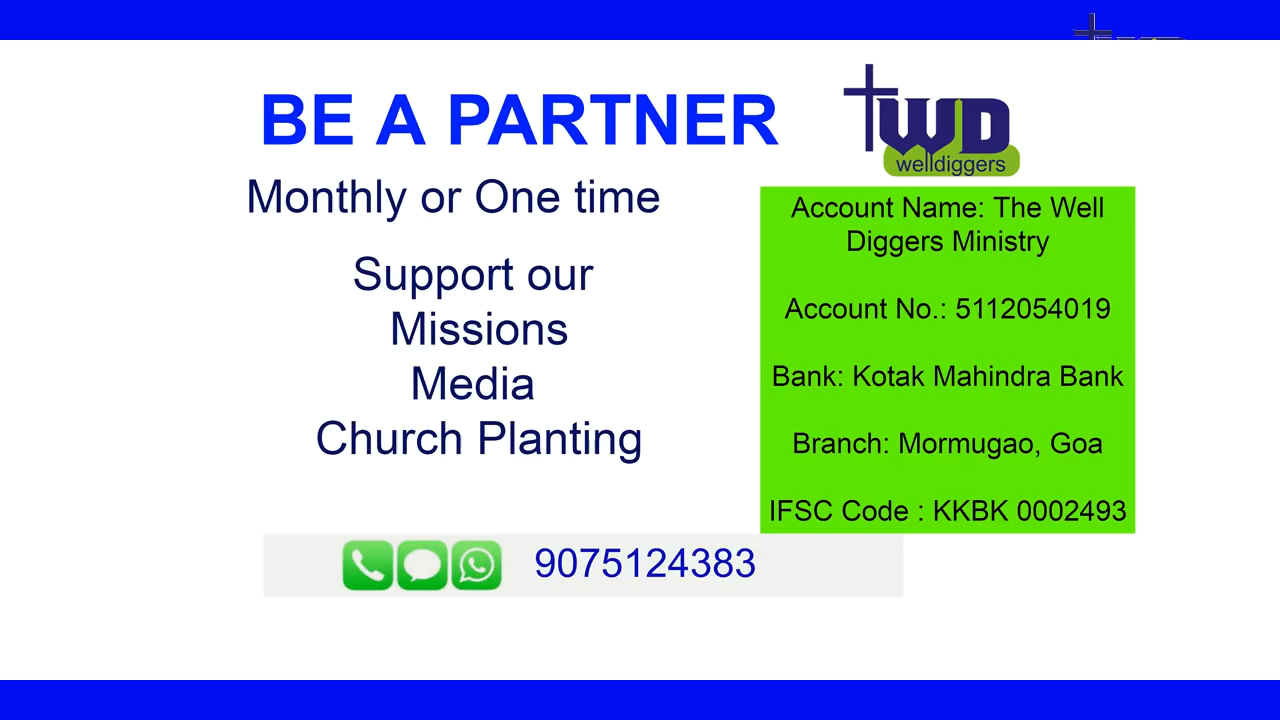 BE A PARTNER
Monthly or One time
Support our
Missions
Media
Church Planting
WD
welldiggers
Account Name: The Well
Diggers Ministry
Account No.: 5112054019
Bank: Kotak Mahindra Bank
Branch: Mormugao, Goa
IFSC Code : KKBK 0002493
9075124383